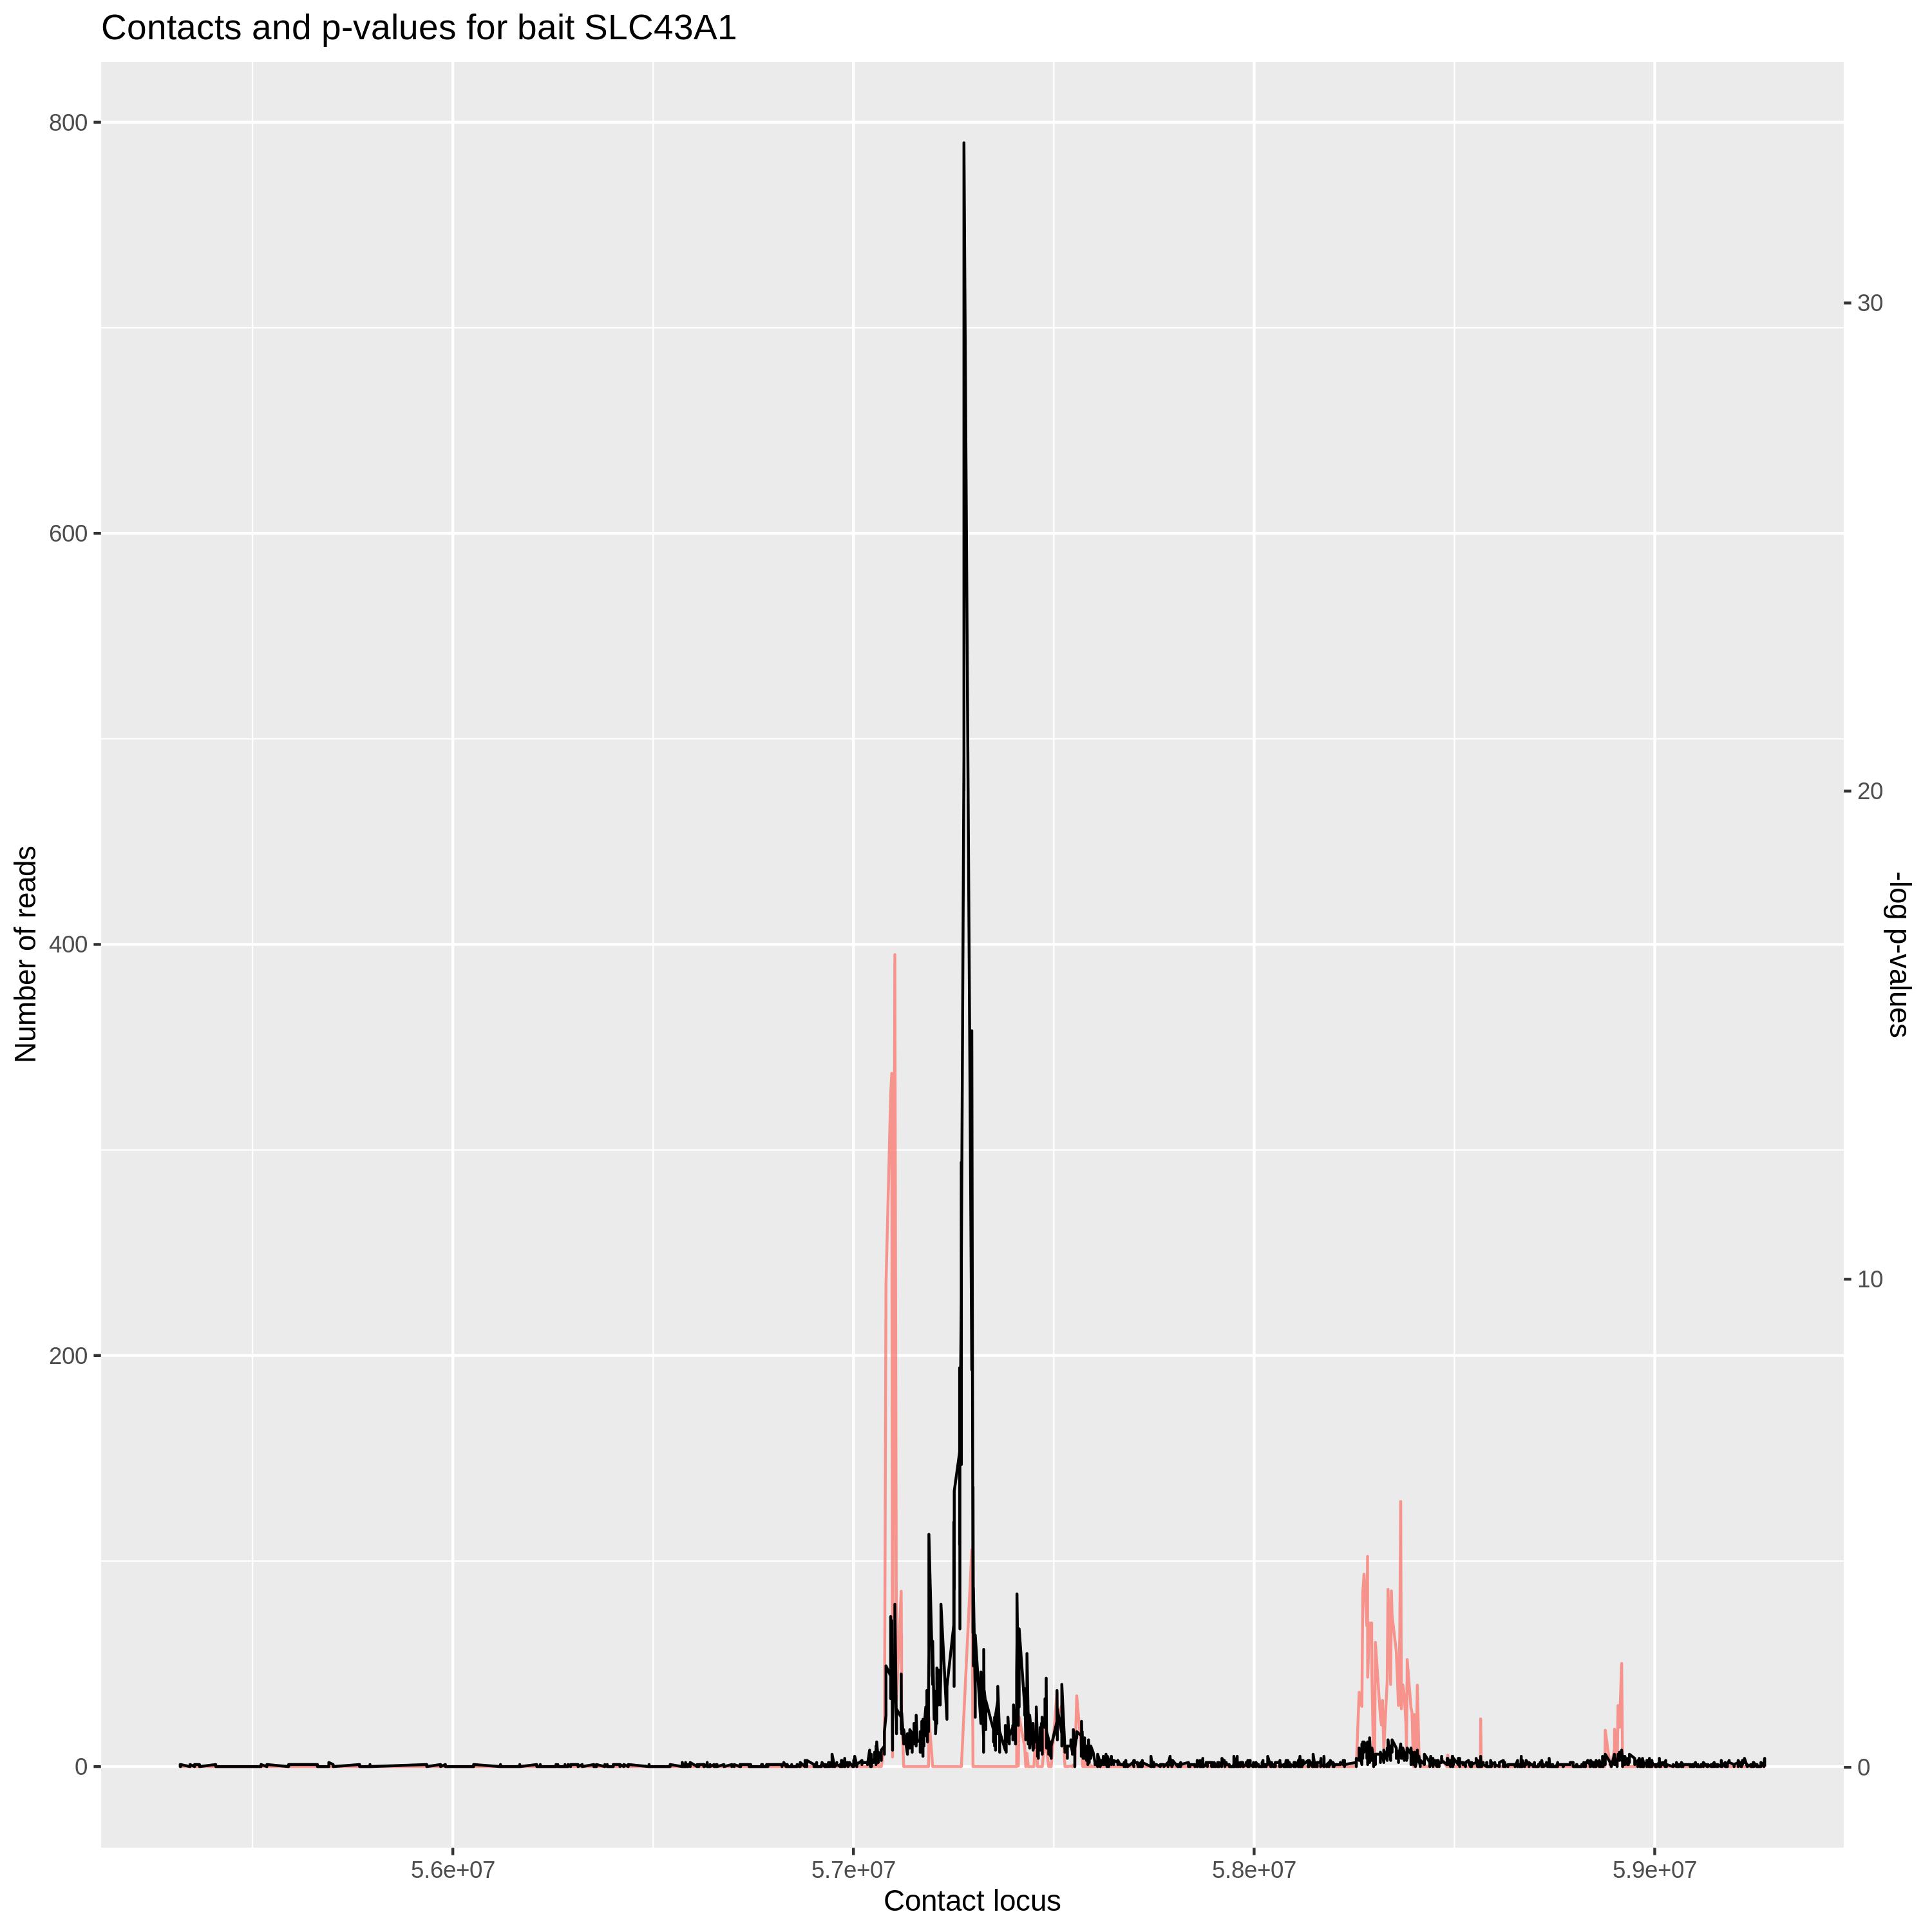 Contacts and p-values for bait SLC43A1
800
600
400
200
0
Number of reads
30
20
10
0
-log p-values
5.6e+07
5.7e+07
5.8e+07
5.9e+07
Contact locus